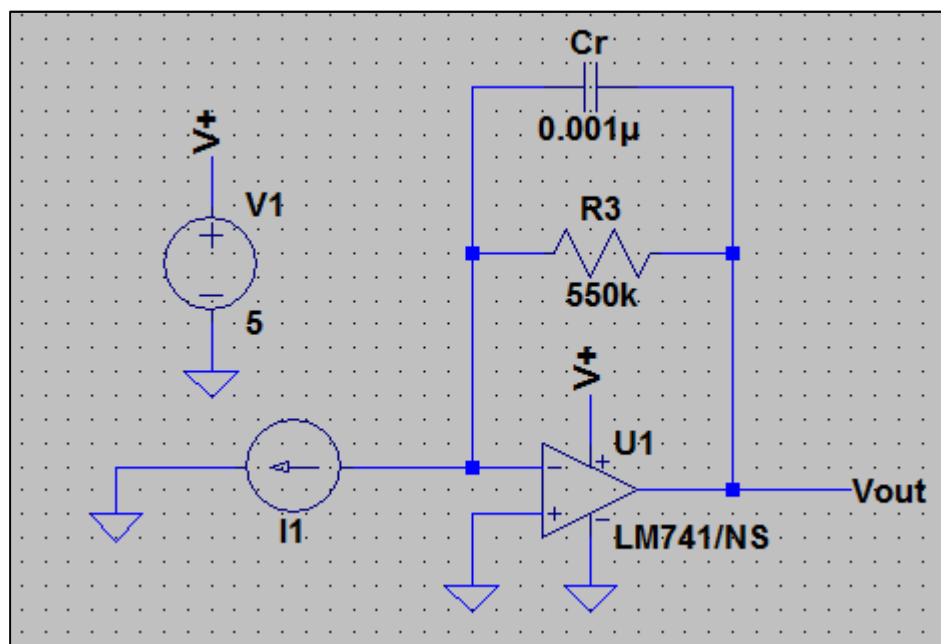 Cr
0.001µ
V+
V1
+
−
5
R3
550k
V+
U1
+
−
+
−
I1
LM741/NS
Vout